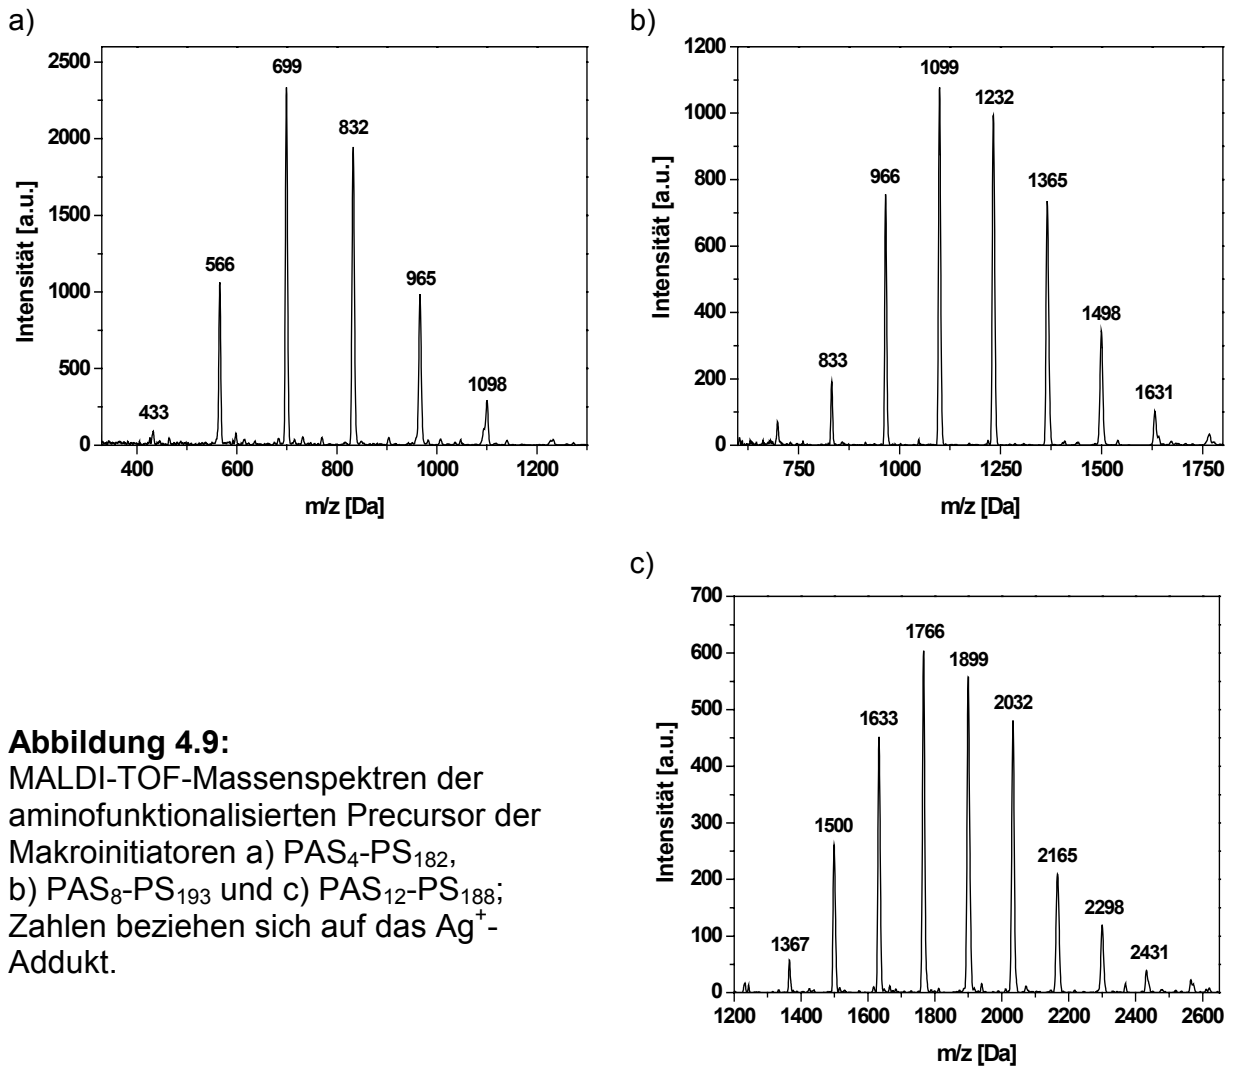 a)
2500
2000
1500
1000
500
0
Intensität [a.u.]
433
566
699
832
965
1098
400 600 800 1000 1200
m/z [Da]
b)
1200
1000
800
600
400
200
0
Intensität [a.u.]
833
966
1099
1232
1365
1498
1631
750 1000 1250 1500 1750
m/z [Da]
c)
700
600
500
400
300
200
100
0
Intensität [a.u.]
1367
1500
1633
1766
1899
2032
2165
2298
2431
1200 1400 1600 1800 2000 2200 2400 2600
m/z [Da]
Abbildung 4.9:
MALDI-TOF-Massenspektren der
aminofunktionalisierten Precursor der
Makroinitiatoren a) PAS₄-PS₁₈₂,
b) PAS₈-PS₁₉₃ und c) PAS₁₂-PS₁₈₈;
Zahlen beziehen sich auf das Ag⁺-
Addukt.